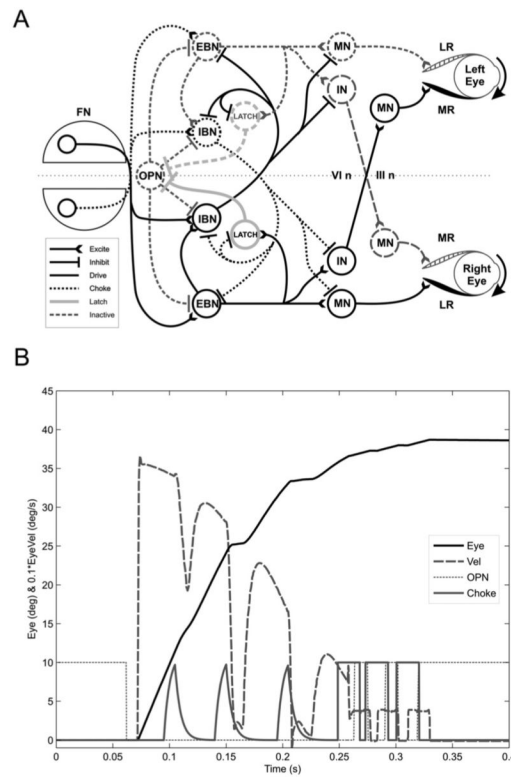 A
EBN
MN
LR
Left
Eye
IN
LATCH
MR
FN
IBN
MN
OPN
VI n
III n
IBN
LATCH
IN
MN
MR
Right
Eye
EBN
MN
LR
Excite
Inhibit
Drive
Choke
Latch
Inactive
B
45
40
35
30
25
20
15
10
5
0
Eye (deg) & 0.1*EyeVel (deg/s)
Eye
Vel
OPN
Choke
0 0.05 0.1 0.15 0.2 0.25 0.3 0.35 0.4
Time (s)